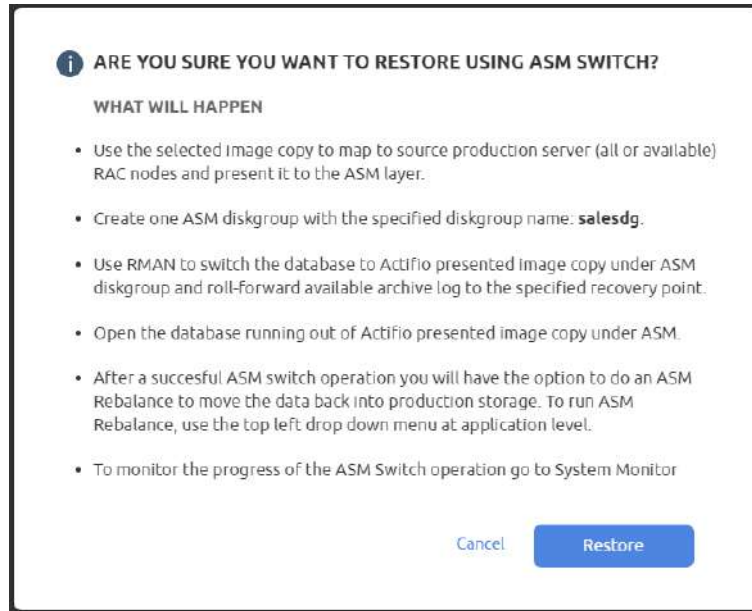 ARE YOU SURE YOU WANT TO RESTORE USING ASM SWITCH?
WHAT WILL HAPPEN
• Use the selected image copy to map to source production server (all or available)
RAC nodes and present it to the ASM layer.
• Create one ASM diskgroup with the specified diskgroup name: salesdg.
• Use RMAN to switch the database to Actifio presented image copy under ASM
diskgroup and roll-forward available archive log to the specified recovery point.
• Open the database running out of Actifio presented image copy under ASM.
• After a succesful ASM switch operation you will have the option to do an ASM
Rebalance to move the data back into production storage. To run ASM
Rebalance, use the top left drop down menu at application level.
• To monitor the progress of the ASM Switch operation go to System Monitor
Cancel Restore